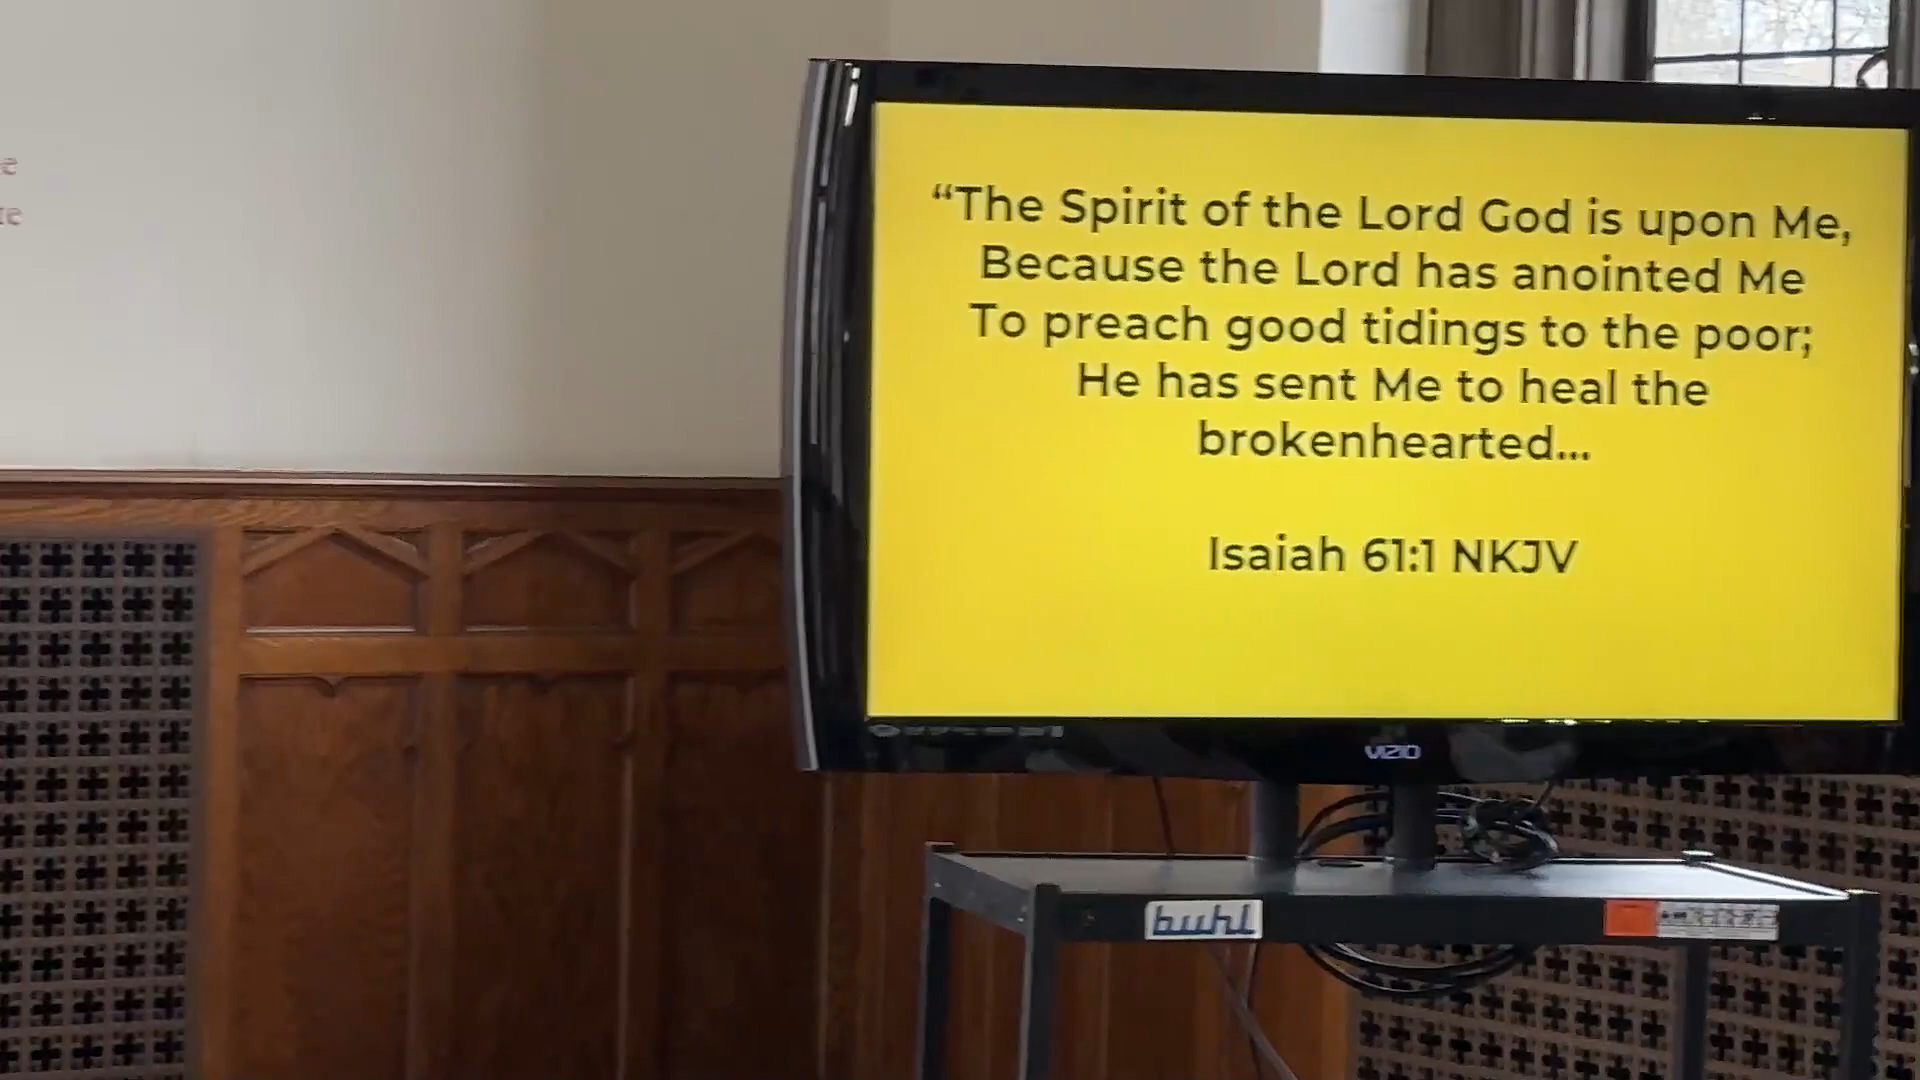 “The Spirit of the Lord God is upon Me,
Because the Lord has anointed Me
To preach good tidings to the poor;
He has sent Me to heal the
brokenhearted...
Isaiah 61:1 NKJV
VIZIO
buhl